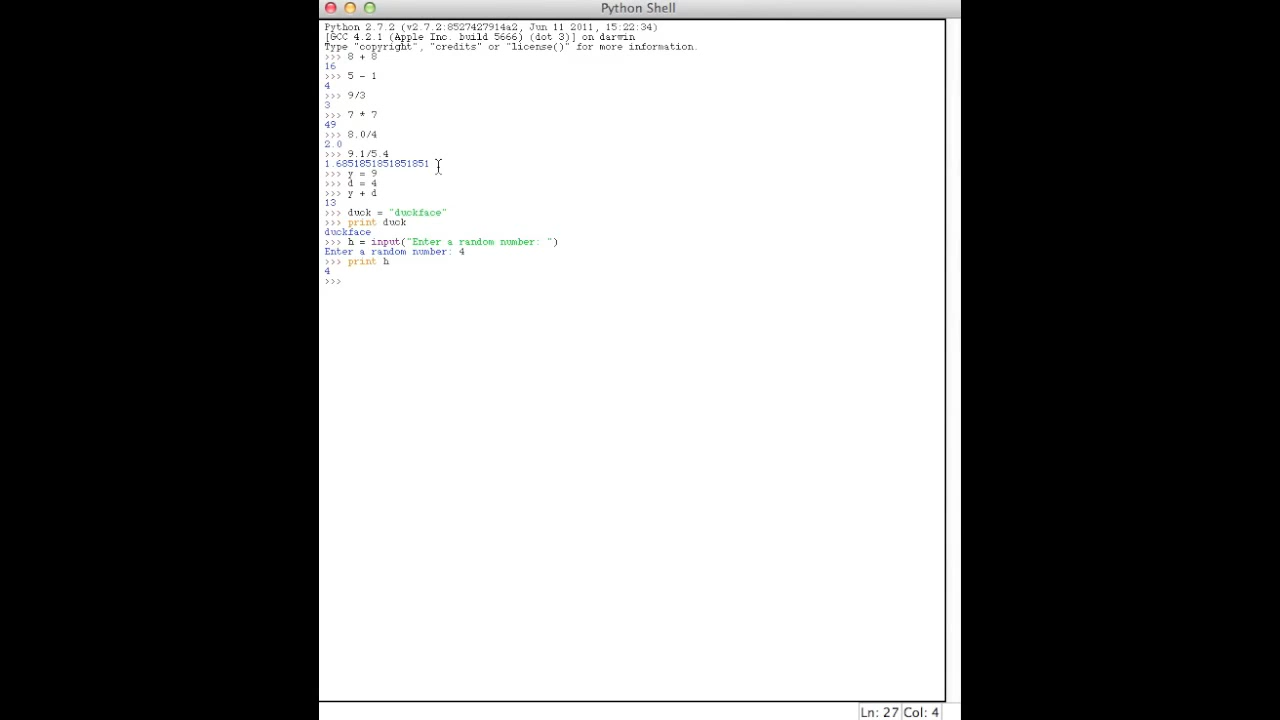 Python Shell
Python 2.7.2 (v2.7.2:8527427914a2, Jun 11 2011, 15:22:34)
[GCC 4.2.1 (Apple Inc. build 5666) (dot 3)] on darwin
Type "copyright", "credits" or "license()" for more information.
>>> 8 + 8
16
>>> 5 - 1
4
>>> 9/3
3
>>> 7 * 7
49
>>> 8.0/4
2.0
>>> 9.1/5.4
1.6851851851851851
>>> y = 9
>>> d = 4
>>> y + d
13
>>> duck = "duckface"
>>> print duck
duckface
>>> h = input("Enter a random number: ")
Enter a random number: 4
>>> print h
4
>>>
Ln: 27 Col: 4